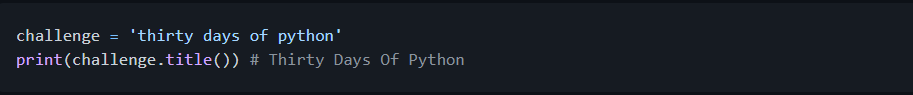 challenge = 'thirty days of python'
print(challenge.title()) # Thirty Days Of Python